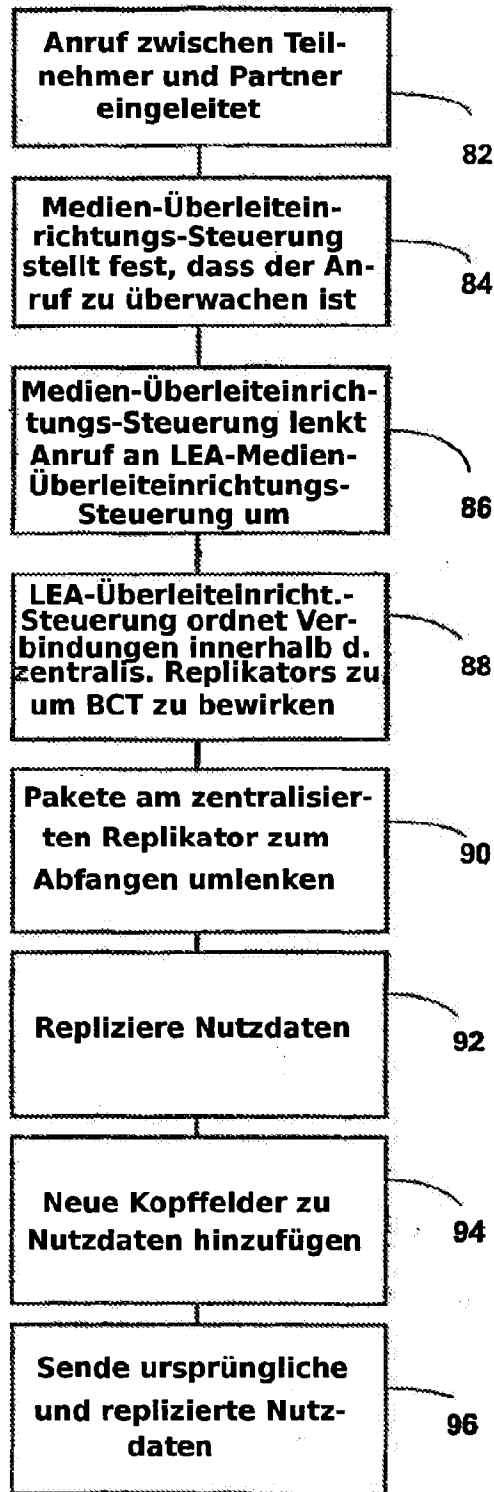 Anruf zwischen Teil-
nehmer und Partner
eingeleitet
82
Medien-Überleitein-
richtungs-Steuerung
stellt fest, dass der An-
ruf zu überwachen ist
84
Medien-Überleiteinrich-
tungs-Steuerung lenkt
Anruf an LEA-Medien-
Überleiteinrichtungs-
Steuerung um
86
LEA-Überleiteinricht.-
Steuerung ordnet Ver-
bindungen innerhalb d.
zentralis. Replikators zu
um BCT zu bewirken
88
Pakete am zentralisier-
ten Replikator zum
Abfangen umlenken
90
Repliziere Nutzdaten
92
Neue Kopffelder zu
Nutzdaten hinzufügen
94
Sende ursprüngliche
und replizierte Nutz-
daten
96